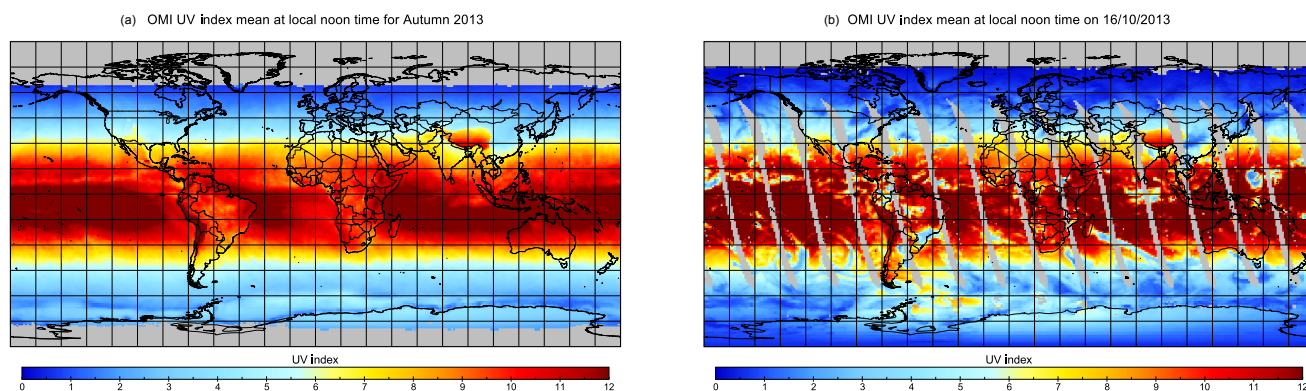 (a) OMI UV index mean at local noon time for Autumn 2013
(b) OMI UV index mean at local noon time on 16/10/2013
UV index
0 1 2 3 4 5 6 7 8 9 10 11 12
UV index
0 1 2 3 4 5 6 7 8 9 10 11 12